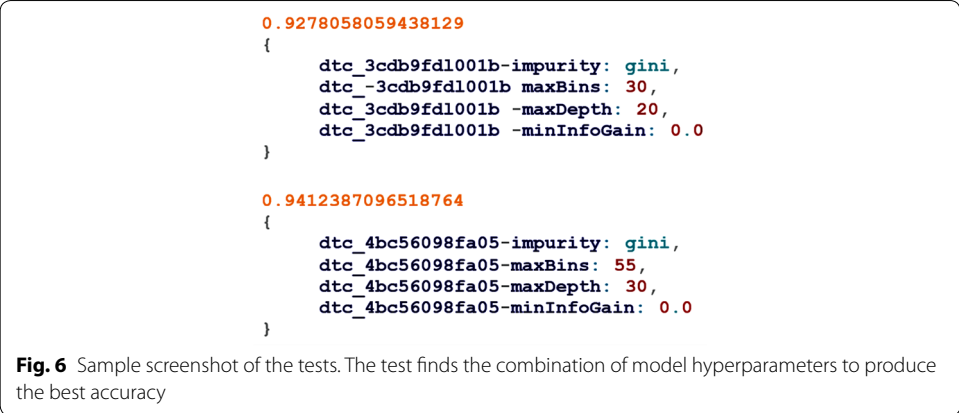 0.9278058059438129
{
dtc_3cdb9fdl001b-impurity: gini,
dtc_-3cdb9fdl001b maxBins: 30,
dtc_3cdb9fdl001b -maxDepth: 20,
dtc_3cdb9fdl001b -minInfoGain: 0.0
}
0.9412387096518764
{
dtc_4bc56098fa05-impurity: gini,
dtc_4bc56098fa05-maxBins: 55,
dtc_4bc56098fa05-maxDepth: 30,
dtc_4bc56098fa05-minInfoGain: 0.0
}
Fig. 6 Sample screenshot of the tests. The test finds the combination of model hyperparameters to produce
the best accuracy